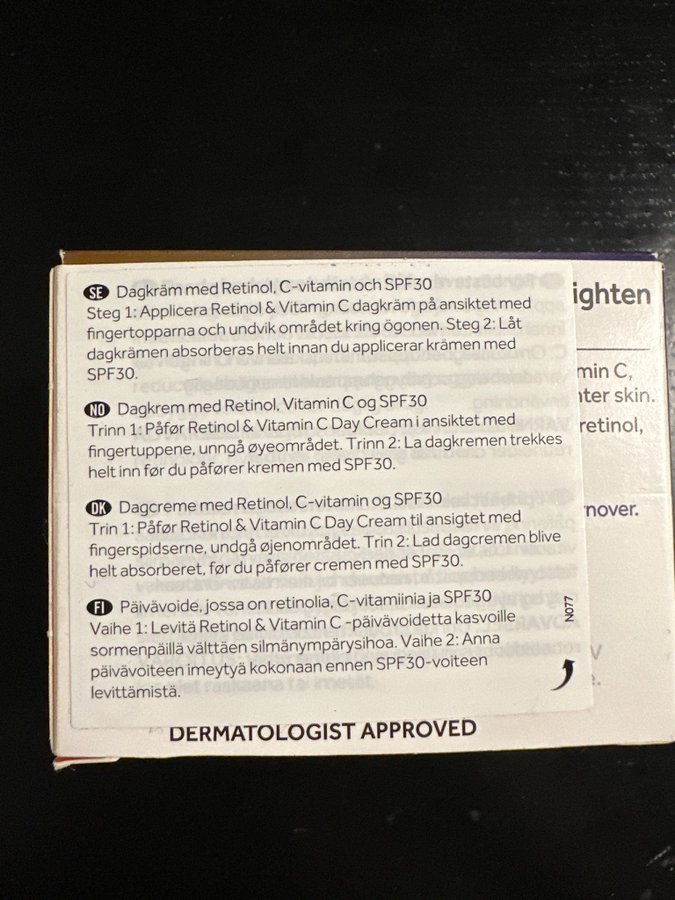 SE Dagkräm med Retinol, C-vitamin och SPF30
Steg 1: Applicera Retinol & Vitamin C dagkräm på ansiktet med
fingertopparna och undvik området kring ögonen. Steg 2: Låt
dagkrämen absorberas helt innan du applicerar krämen med
SPF30.
NO Dagkrem med Retinol, Vitamin C og SPF30
Trinn 1: Påfør Retinol & Vitamin C Day Cream i ansiktet med
fingertuppene, unngå øyeområdet. Trinn 2: La dagkremen trekkes
helt inn før du påfører kremen med SPF30.
DK Dagcreme med Retinol, C-vitamin og SPF30
Trin 1: Påfør Retinol & Vitamin C Day Cream til ansigtet med
fingerspidserne, undgå øjenområdet. Trin 2: Lad dagcremen blive
helt absorberet, før du påfører cremen med SPF30.
FI Päivävoide, jossa on retinolia, C-vitamiinia ja SPF30
Vaihe 1: Levitä Retinol & Vitamin C -päivävoidetta kasvoille
sormenpäillä välttäen silmänympärysihoa. Vaihe 2: Anna
päivävoiteen imeytyä kokonaan ennen SPF30-voiteen
levittämistä.
N077
ighten
min C,
ter skin.
retinol,
nover.
DERMATOLOGIST APPROVED